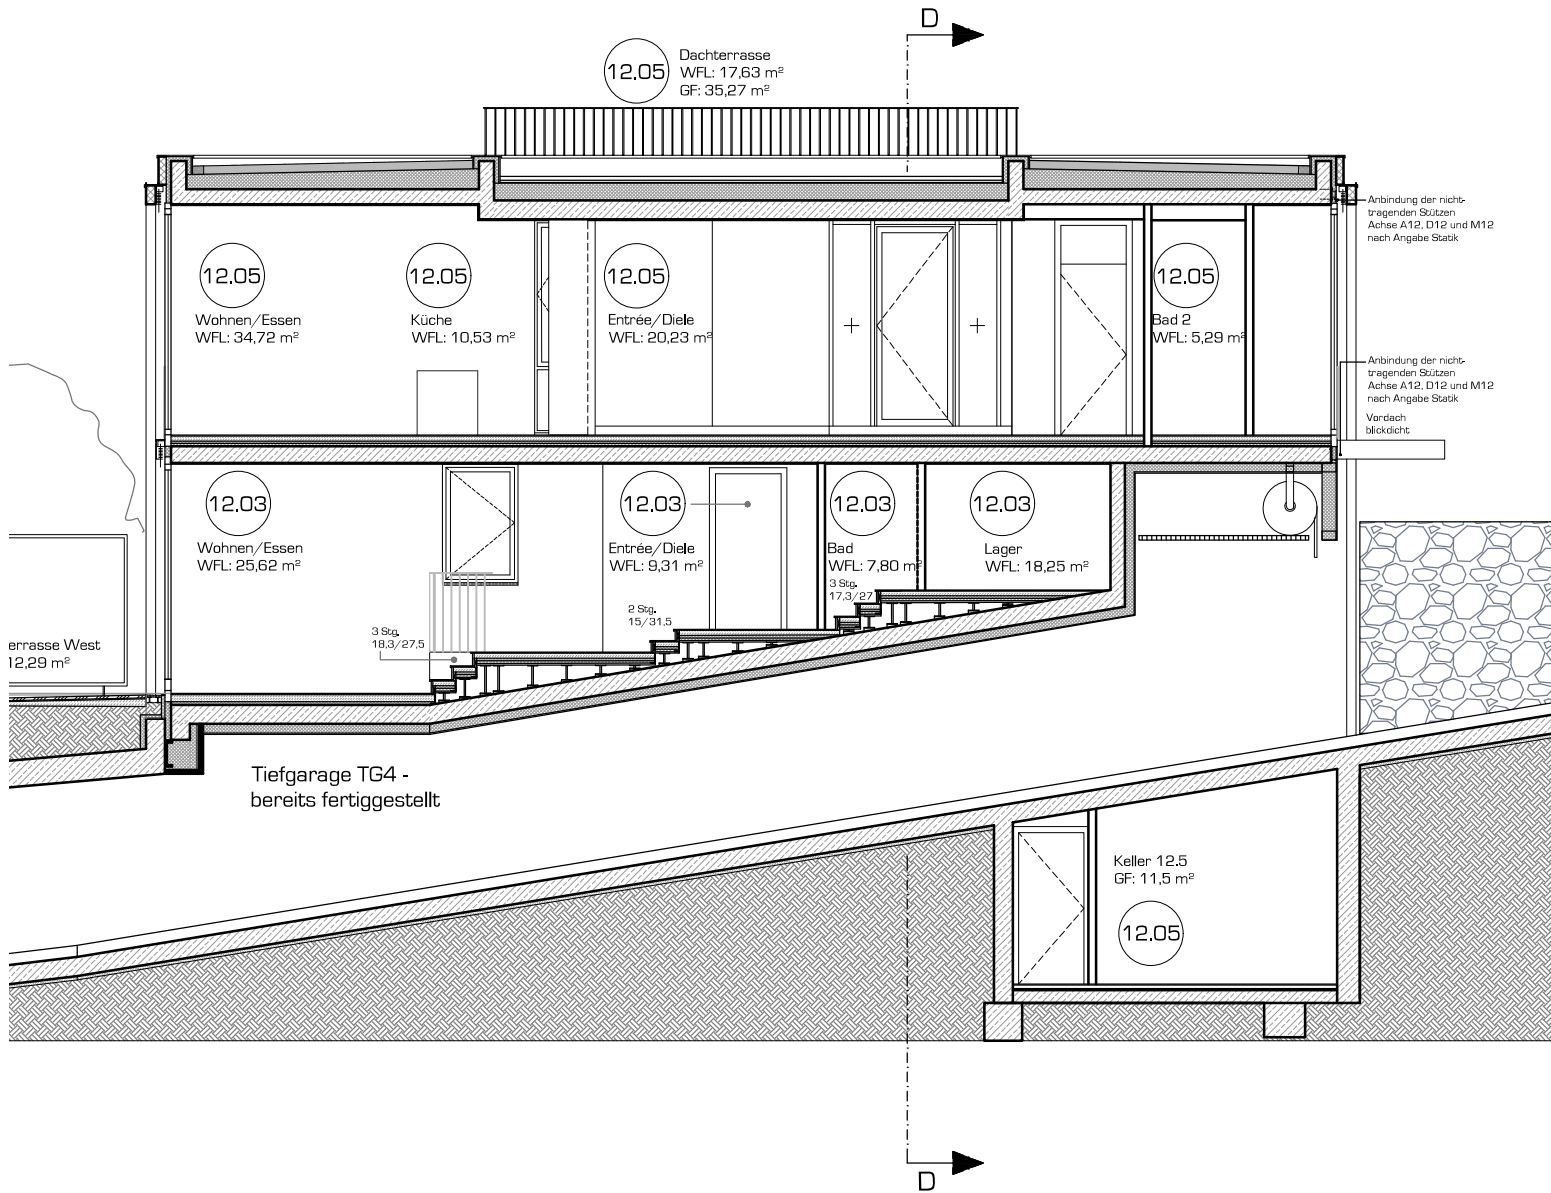 D
12.05
Dachterrasse
WFL: 17,63 m²
GF: 35,27 m²
Anbindung der nicht-
tragenden Stützen
Achse A12, D12 und M12
nach Angabe Statik
12.05
Wohnen/Essen
WFL: 34,72 m²
12.05
Küche
WFL: 10,53 m²
12.05
Entrée/Diele
WFL: 20,23 m²
12.05
Bad 2
WFL: 5,29 m²
Anbindung der nicht-
tragenden Stützen
Achse A12, D12 und M12
nach Angabe Statik
Vordach
blickdicht
12.03
Wohnen/Essen
WFL: 25,62 m²
12.03
Entrée/Diele
WFL: 9,31 m²
12.03
Bad
WFL: 7,80 m²
12.03
Lager
WFL: 18,25 m²
3 Stg.
17,3/27
2 Stg.
15/31,5
3 Stg.
18,3/27,5
errasse West
12,29 m²
Tiefgarage TG4 -
bereits fertiggestellt
Keller 12.5
GF: 11,5 m²
12.05
D